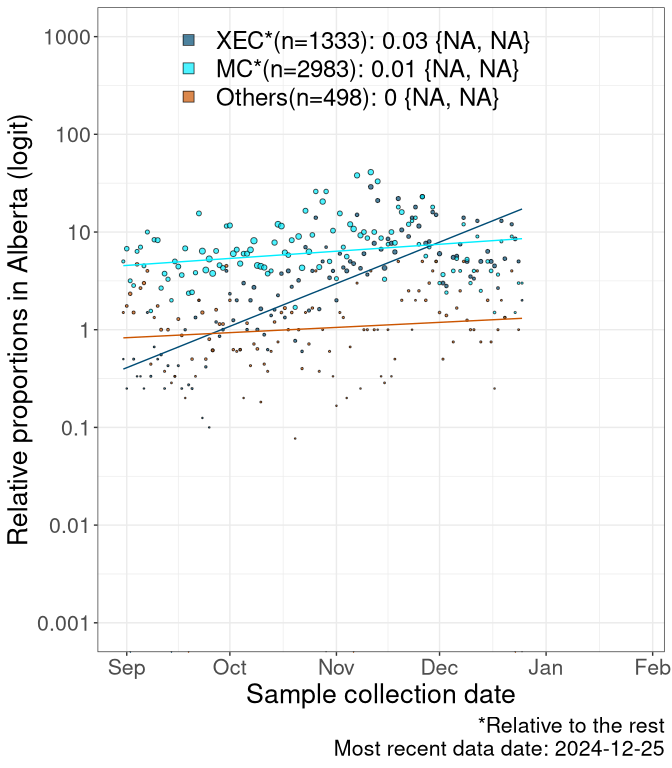 XEC*(n=1333): 0.03 {NA, NA}
MC*(n=2983): 0.01 {NA, NA}
Others(n=498): 0 {NA, NA}
Relative proportions in Alberta (logit)
1000
100
10
1
0.1
0.01
0.001
Sep Oct Nov Dec Jan Feb
Sample collection date
*Relative to the rest
Most recent data date: 2024-12-25